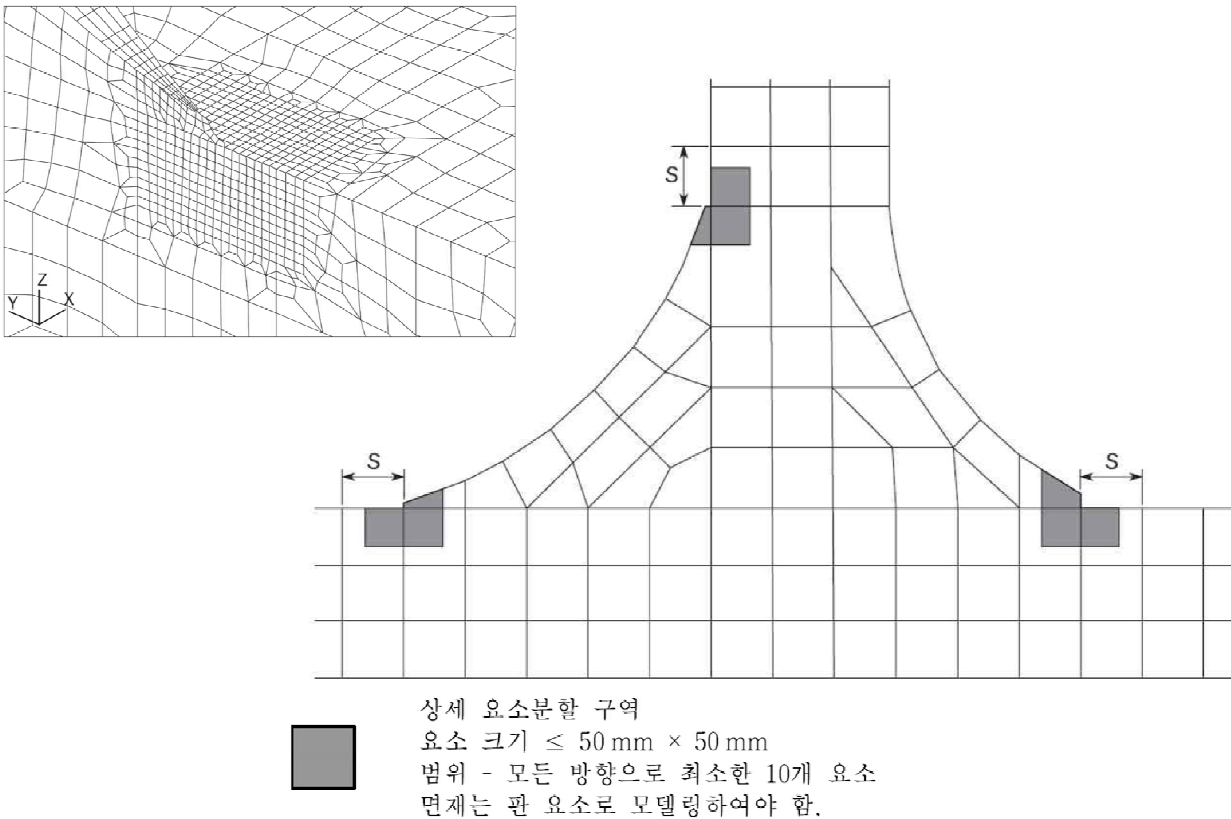 Z
Y
X
S
S
S
상세 요소분할 구역
요소 크기 ≤ 50 mm × 50 mm
범위 - 모든 방향으로 최소한 10개 요소
면재는 판 요소로 모델링하여야 함.